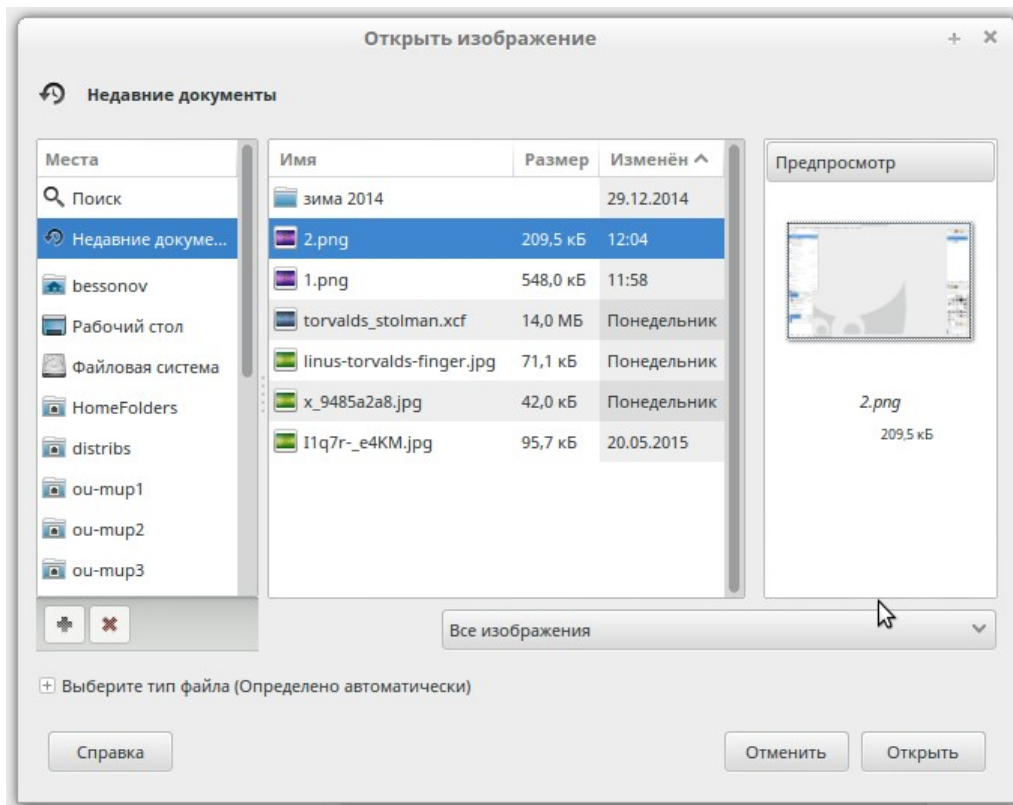 Открыть изображение
Недавние документы
Места
Поиск
Недавние докуме...
bessonov
Рабочий стол
Файловая система
HomeFolders
distribs
ou-mup1
ou-mup2
ou-mup3
Имя Размер Изменён
зима 2014 29.12.2014
2.png 209,5 кБ 12:04
1.png 548,0 кБ 11:58
torvalds_stolman.xcf 14,0 МБ Понедельник
linus-torvalds-finger.jpg 71,1 кБ Понедельник
x_9485a2a8.jpg 42,0 кБ Понедельник
I1q7r-_e4KM.jpg 95,7 кБ 20.05.2015
Предпросмотр
2.png
209,5 кБ
Все изображения
Выберите тип файла (Определено автоматически)
Справка
Отменить
Открыть